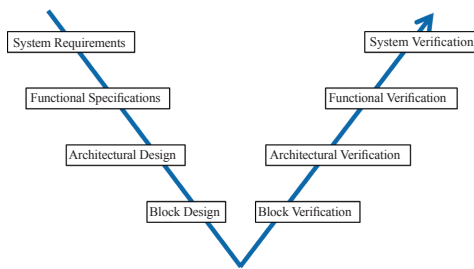 System Requirements
System Verification
Functional Specifications
Functional Verification
Architectural Design
Architectural Verification
Block Design
Block Verification